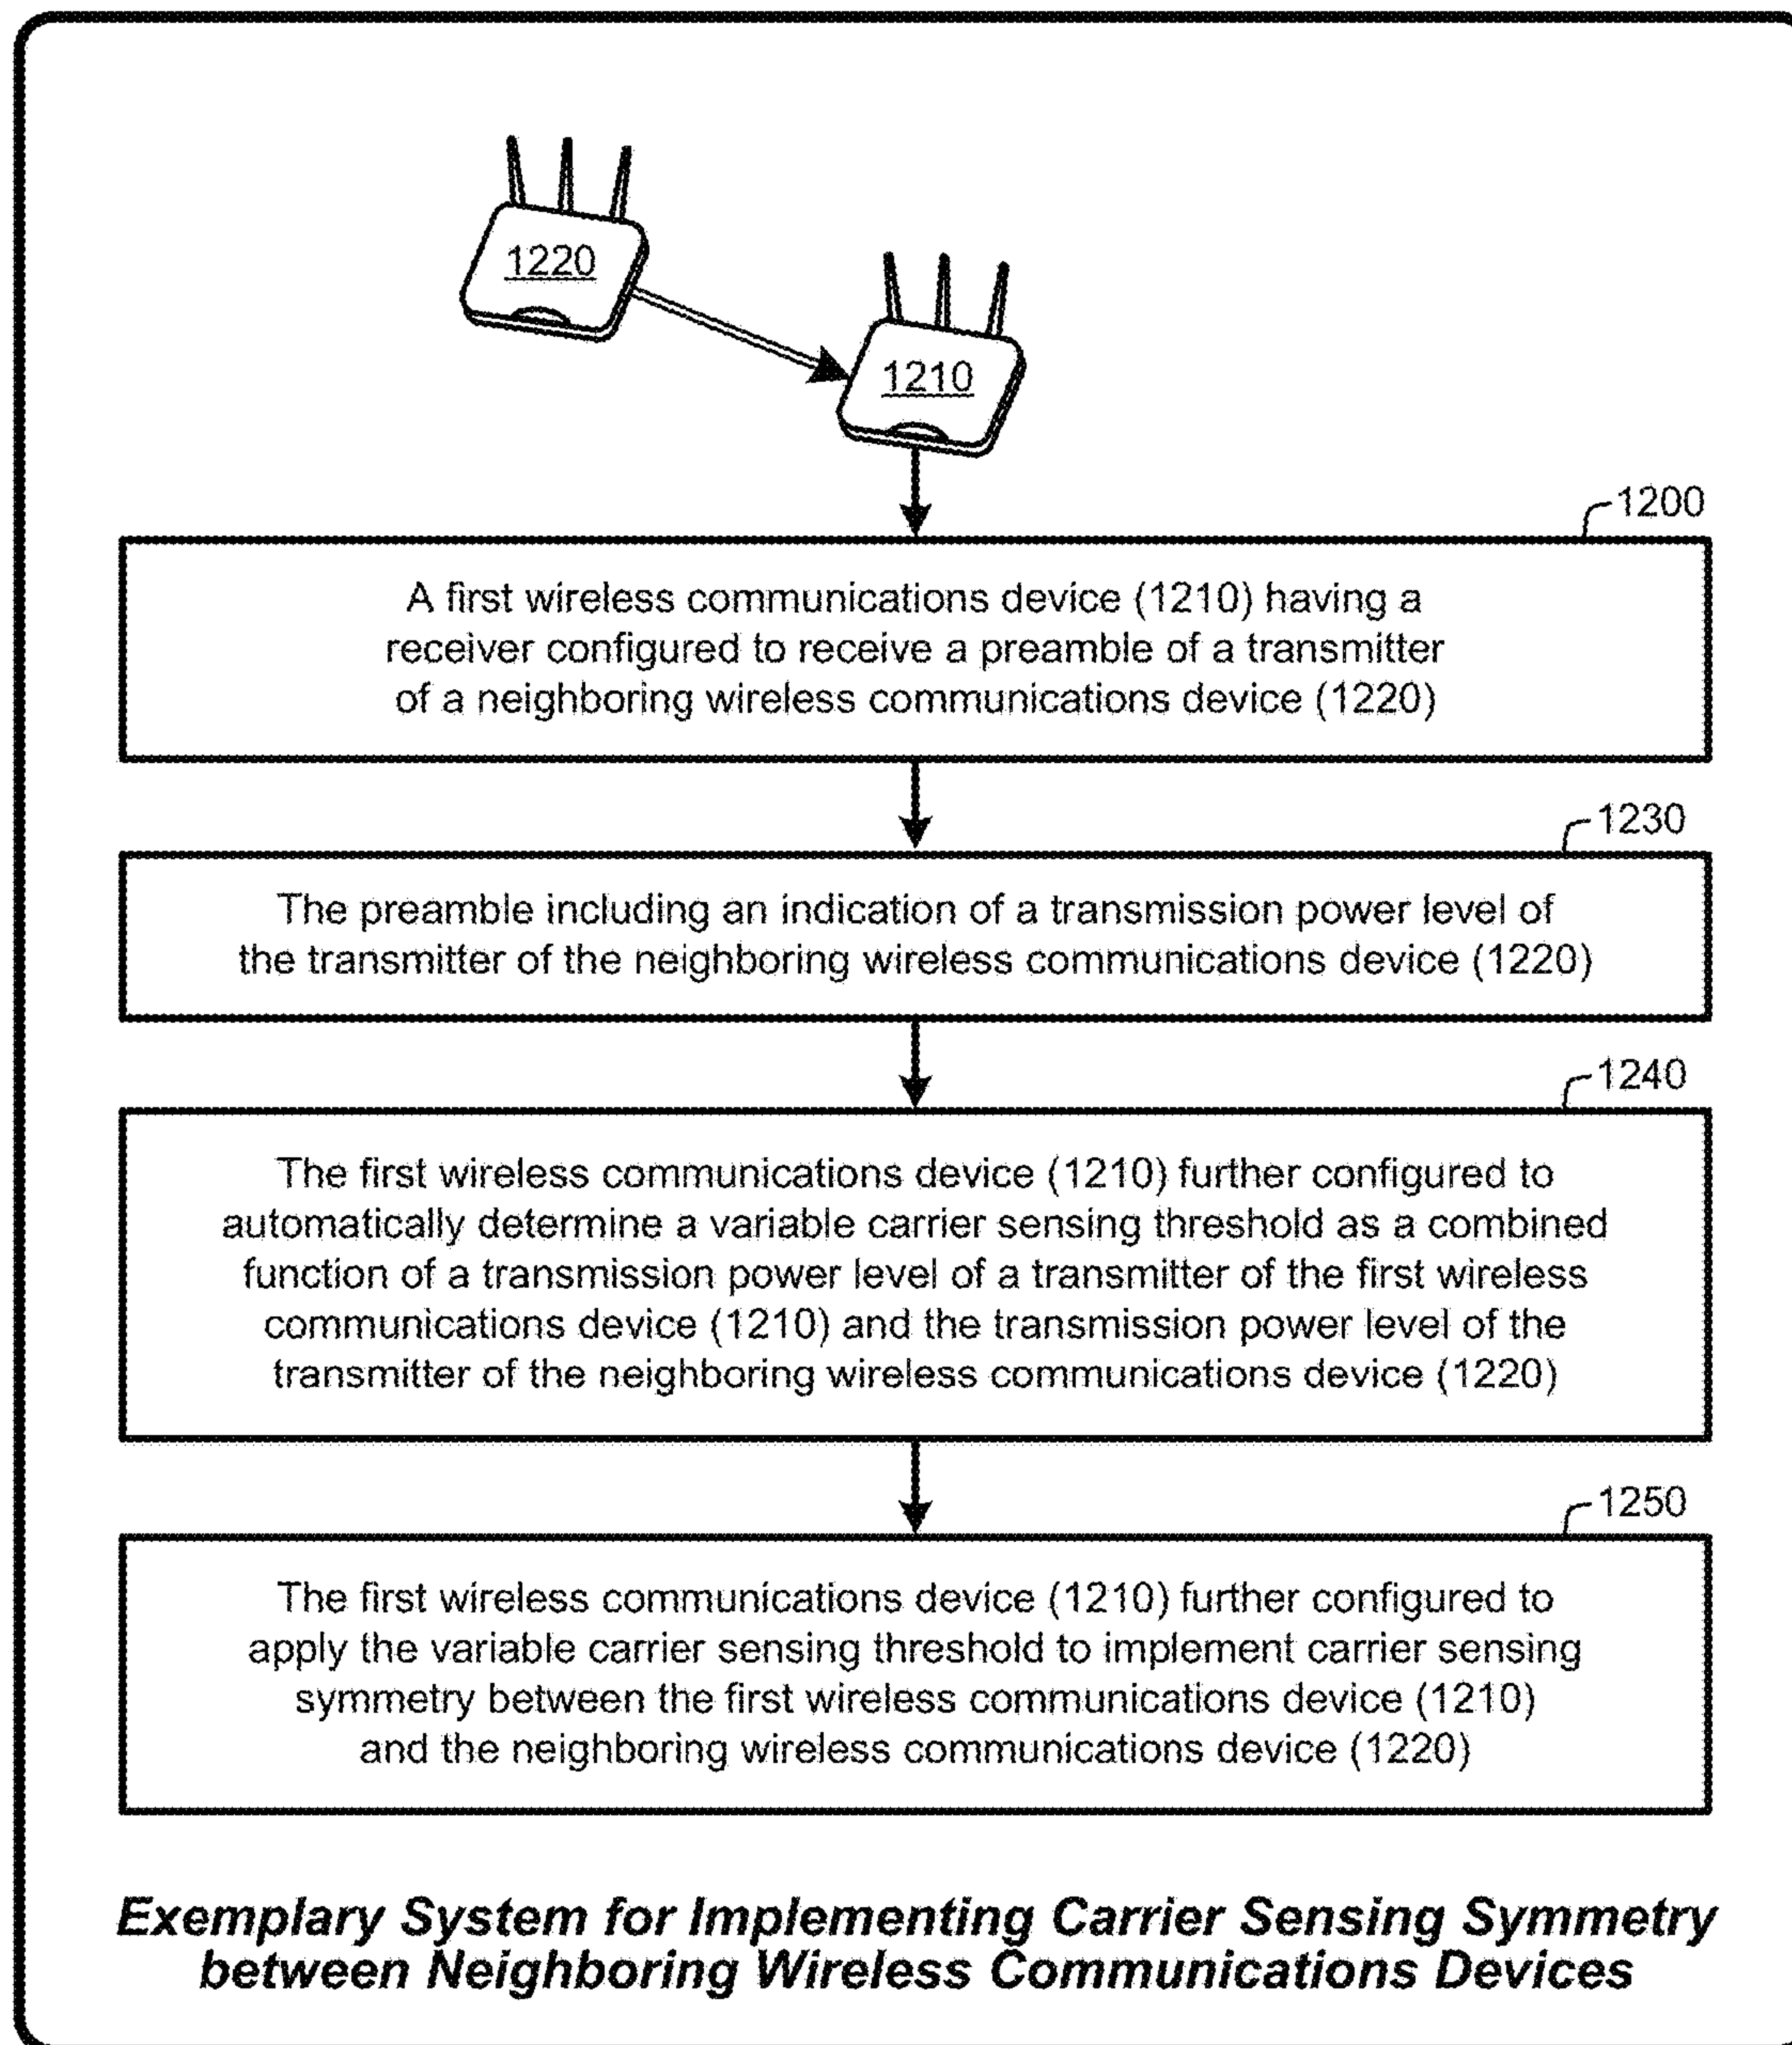 1220
1210
1200
A first wireless communications device (1210) having a
receiver configured to receive a preamble of a transmitter
of a neighboring wireless communications device (1220)
1230
The preamble including an indication of a transmission power level of
the transmitter of the neighboring wireless communications device (1220)
1240
The first wireless communications device (1210) further configured to
automatically determine a variable carrier sensing threshold as a combined
function of a transmission power level of a transmitter of the first wireless
communications device (1210) and the transmission power level of the
transmitter of the neighboring wireless communications device (1220)
1250
The first wireless communications device (1210) further configured to
apply the variable carrier sensing threshold to implement carrier sensing
symmetry between the first wireless communications device (1210)
and the neighboring wireless communications device (1220)
Exemplary System for Implementing Carrier Sensing Symmetry
between Neighboring Wireless Communications Devices